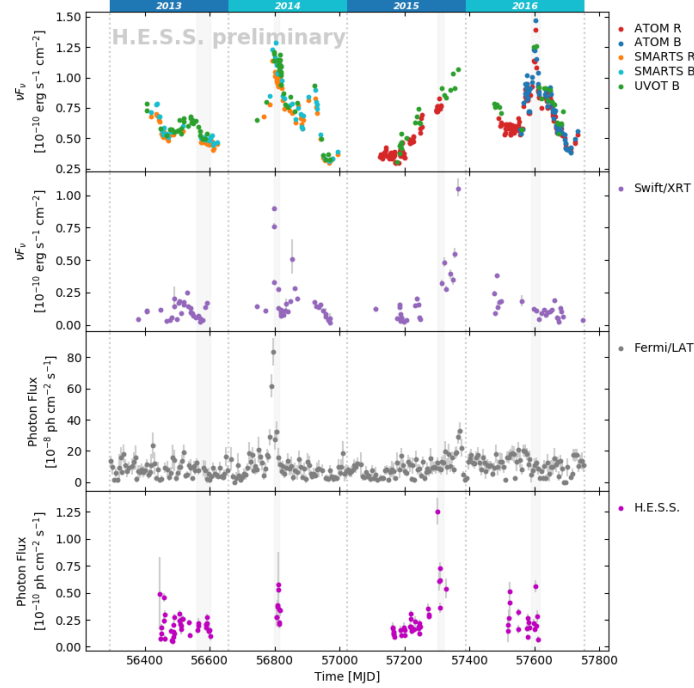 2013 2014 2015 2016
H.E.S.S. preliminary
νFν
[10⁻¹⁰ erg s⁻¹ cm⁻²]
1.50
1.25
1.00
0.75
0.50
0.25
ATOM R
ATOM B
SMARTS R
SMARTS B
UVOT B
νFν
[10⁻¹⁰ erg s⁻¹ cm⁻²]
1.00
0.75
0.50
0.25
0.00
Swift/XRT
Photon Flux
[10⁻⁸ ph cm⁻² s⁻¹]
80
60
40
20
0
Fermi/LAT
Photon Flux
[10⁻¹⁰ ph cm⁻² s⁻¹]
1.25
1.00
0.75
0.50
0.25
0.00
H.E.S.S.
56400 56600 56800 57000 57200 57400 57600 57800
Time [MJD]